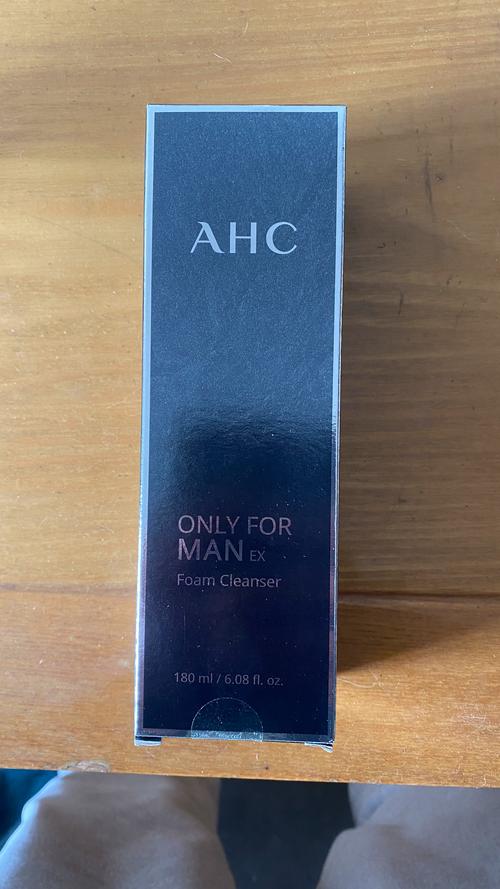 AHC
ONLY FOR
MAN EX
Foam Cleanser
180 ml / 6.08 fl. oz.